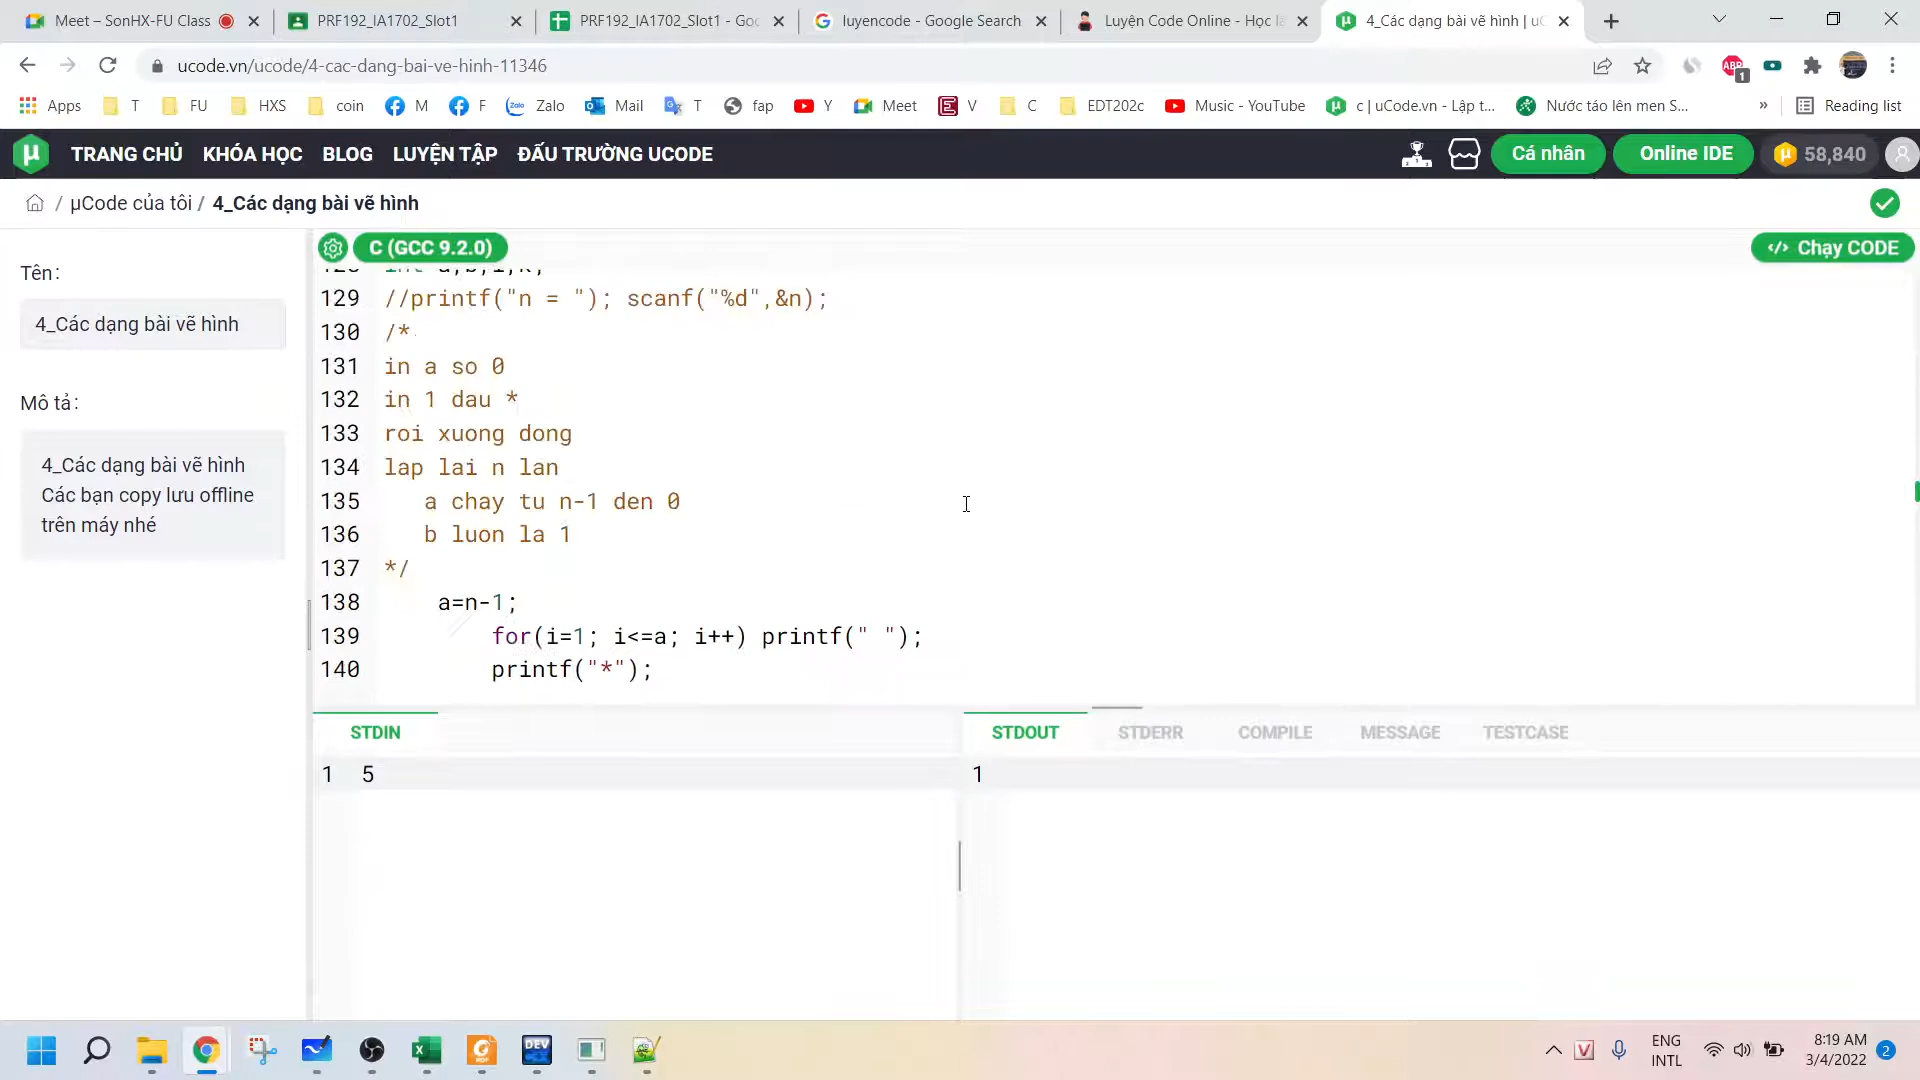 Meet – SonHX-FU Class
PRF192_IA1702_Slot1
PRF192_IA1702_Slot1 - Goo
luyencode - Google Search
Luyện Code Online - Học l
4_Các dạng bài vẽ hình | uC
ucode.vn/ucode/4-cac-dang-bai-ve-hinh-11346
ABP
1
Apps
T
FU
HXS
coin
M
F
Zalo
Mail
T
fap
Y
Meet
V
C
EDT202c
Music - YouTube
c | uCode.vn - Lập t...
Nước táo lên men S...
»
Reading list
μ
TRANG CHỦ
KHÓA HỌC
BLOG
LUYỆN TẬP
ĐẤU TRƯỜNG UCODE
Cá nhân
Online IDE
58,840
/ μCode của tôi / 4_Các dạng bài vẽ hình
C (GCC 9.2.0)
</> Chạy CODE
Tên:
4_Các dạng bài vẽ hình
Mô tả:
4_Các dạng bài vẽ hình
Các bạn copy lưu offline
trên máy nhé
129 //printf("n = "); scanf("%d",&n);
130 /*
131 in a so 0
132 in 1 dau *
133 roi xuong dong
134 lap lai n lan
135 a chay tu n-1 den 0
136 b luon la 1
137 */
138 a=n-1;
139 for(i=1; i<=a; i++) printf(" ");
140 printf("*");
STDIN
STDOUT
STDERR
COMPILE
MESSAGE
TESTCASE
1 5
1
DEV
V
ENG
INTL
8:19 AM
3/4/2022
2